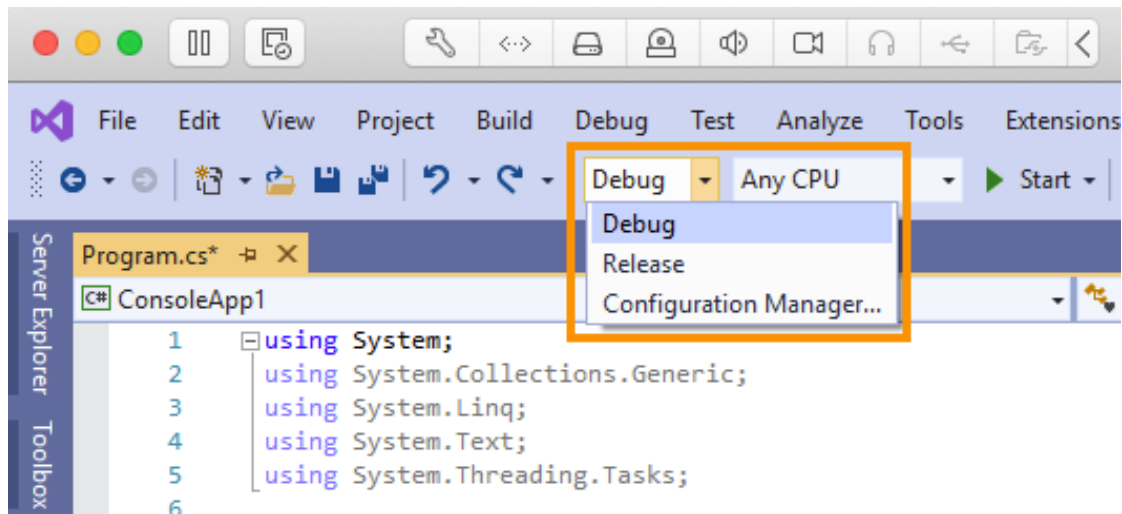 File Edit View Project Build Debug Test Analyze Tools Extensions
Debug Any CPU Start
Debug
Release
Configuration Manager...
Server Explorer
Toolbox
Program.cs*
C# ConsoleApp1
1 using System;
2 using System.Collections.Generic;
3 using System.Linq;
4 using System.Text;
5 using System.Threading.Tasks;
6